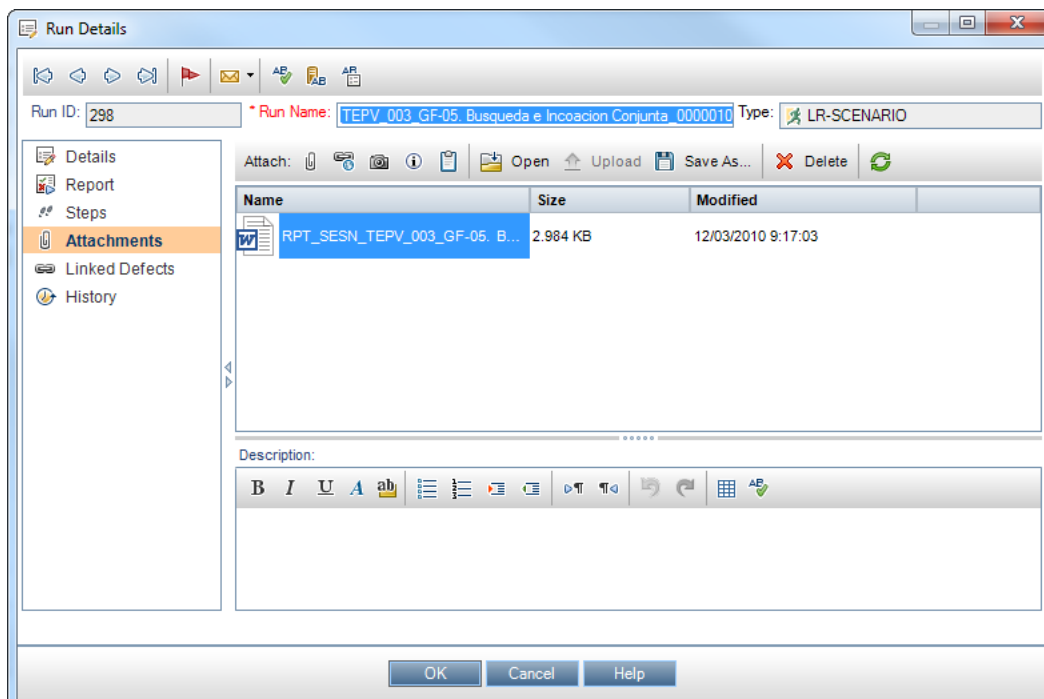 Run Details
Run ID: 298 * Run Name: TEPV_003_GF-05. Busqueda e Incoacion Conjunta_0000010 Type: LR-SCENARIO
Details
Report
Steps
Attachments
Linked Defects
History
Attach: Open Upload Save As... Delete
Name Size Modified
RPT_SESN_TEPV_003_GF-05. B... 2.984 KB 12/03/2010 9:17:03
Description:
B I U A ab
OK Cancel Help